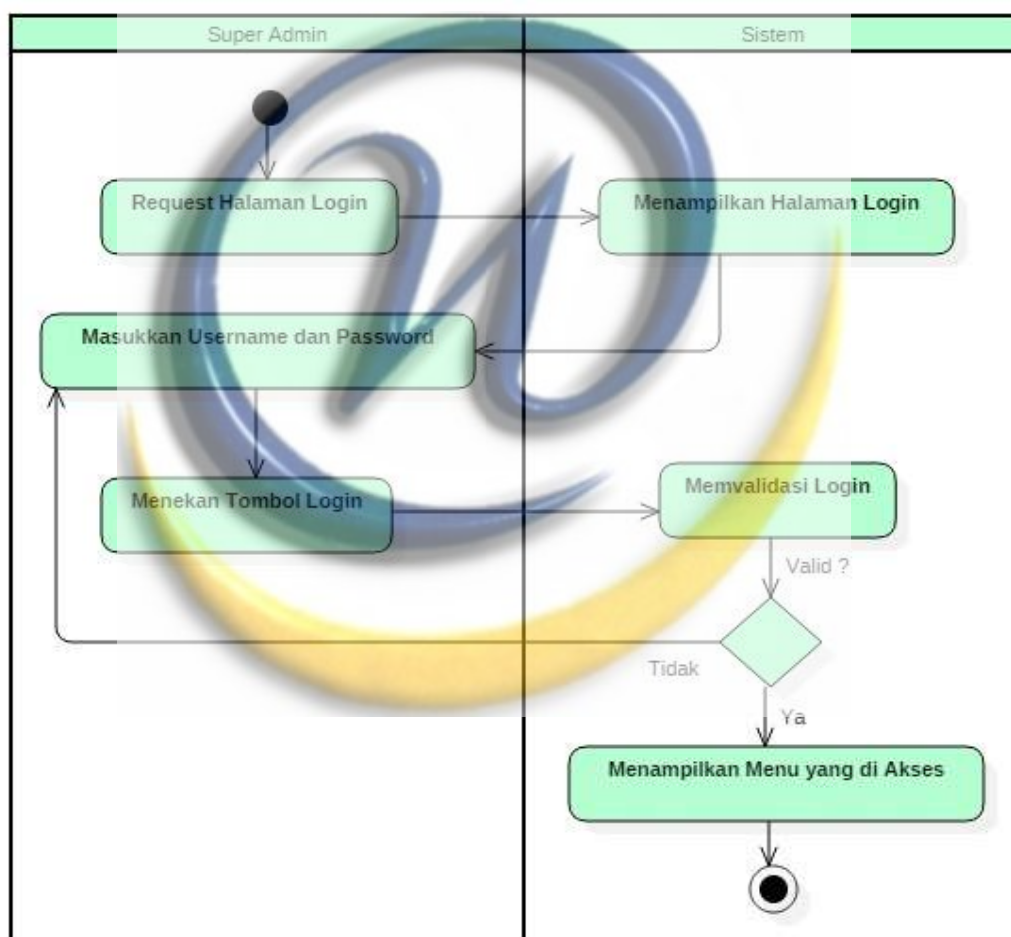 Super Admin
Sistem
Request Halaman Login
Menampilkan Halaman Login
Masukkan Username dan Password
Menekan Tombol Login
Memvalidasi Login
Valid ?
Tidak
Ya
Menampilkan Menu yang di Akses